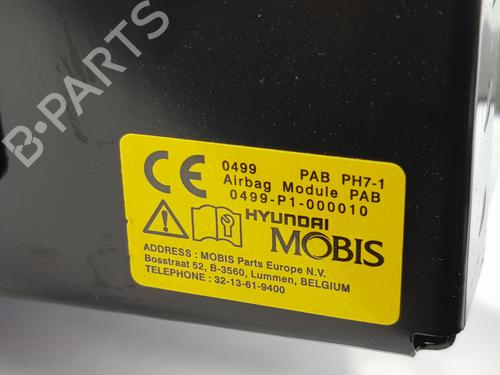 B-PARTS
CE 0499 PAB PH7-1
Airbag Module PAB
0499-P1-000010
HYUNDAI
MOBIS
ADDRESS : MOBIS Parts Europe N.V.
Bosstraat 52, B-3560, Lummen, BELGIUM
TELEPHONE : 32-13-61-9400